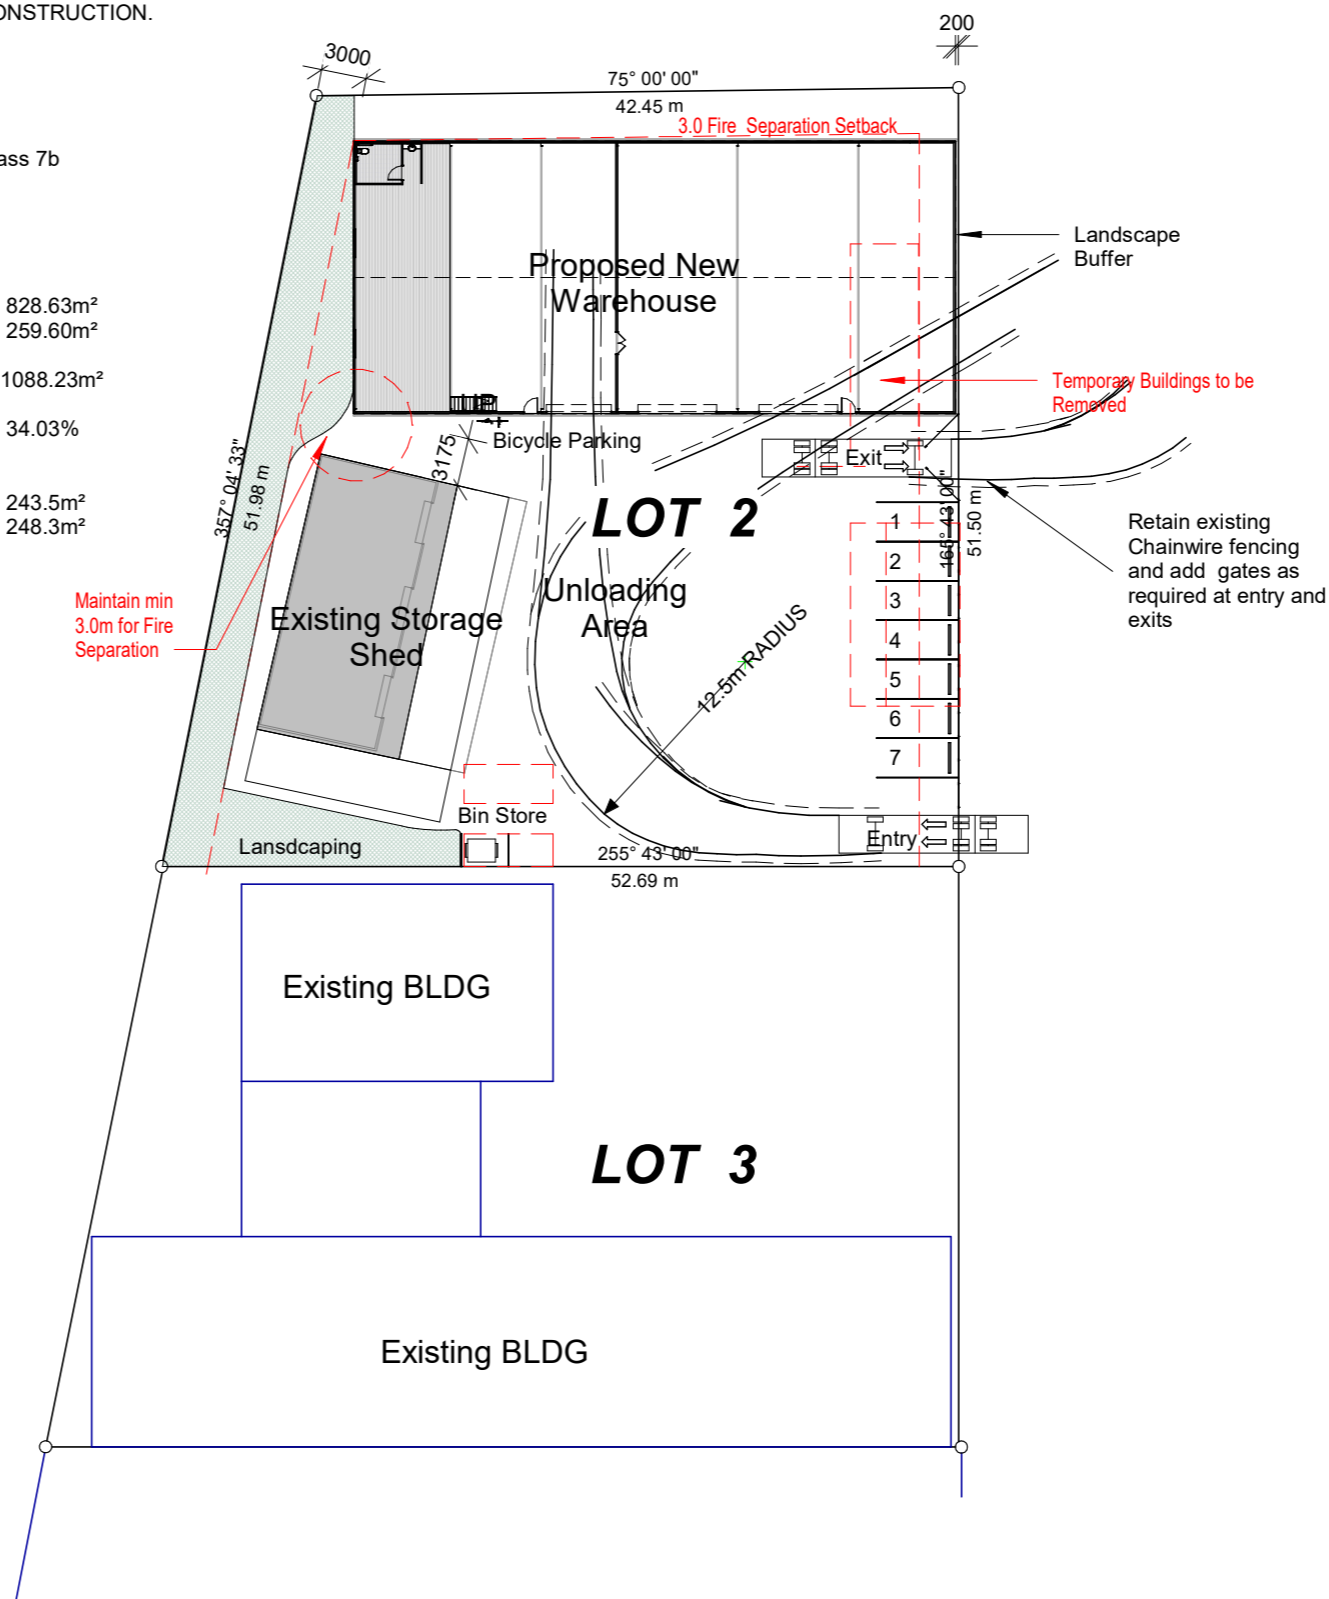 ONSTRUCTION.
200
3000
75° 00' 00"
42.45 m
3.0 Fire Separation Setback
ass 7b
Landscape
Buffer
Proposed New
Warehouse
828.63m²
259.60m²
1088.23m²
34.03%
243.5m²
248.3m²
Temporary Buildings to be
Removed
UP
Bicycle Parking
3175
Exit
357° 04' 33"
51.98 m
LOT 2
165° 43' 00"
51.50 m
Retain existing
Chainwire fencing
and add gates as
required at entry and
exits
1
2
3
4
5
6
7
Unloading
Area
Maintain min
3.0m for Fire
Separation
Existing Storage
Shed
12.5m RADIUS
Bin Store
Lansdcaping
Entry
255° 43' 00"
52.69 m
Existing BLDG
LOT 3
Existing BLDG